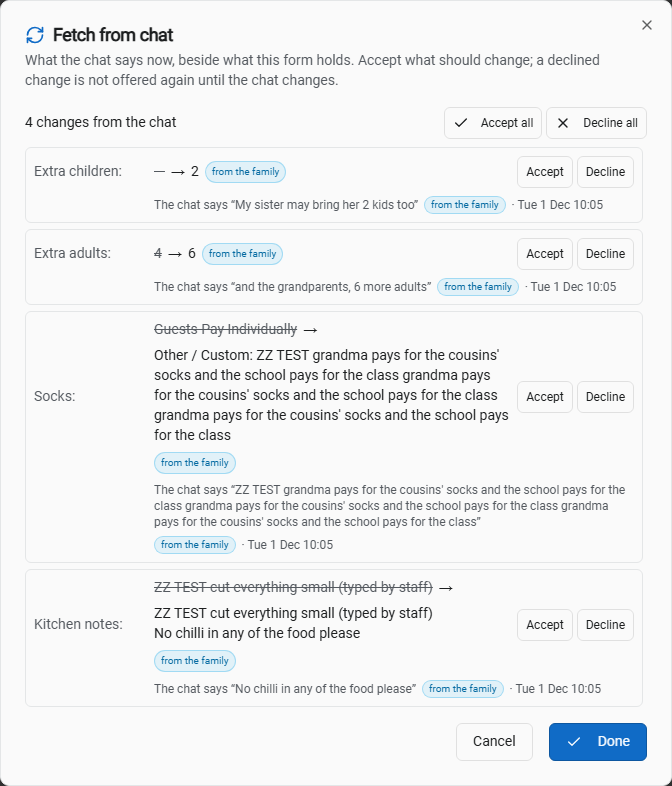 Fetch from chat
What the chat says now, beside what this form holds. Accept what should change; a declined
change is not offered again until the chat changes.
4 changes from the chat
Accept all
Decline all
Extra children:
— → 2 from the family
Accept
Decline
The chat says “My sister may bring her 2 kids too” from the family · Tue 1 Dec 10:05
Extra adults:
4 → 6 from the family
Accept
Decline
The chat says “and the grandparents, 6 more adults” from the family · Tue 1 Dec 10:05
Socks:
Guests Pay Individually →
Other / Custom: ZZ TEST grandma pays for the cousins'
socks and the school pays for the class grandma pays
for the cousins' socks and the school pays for the class
grandma pays for the cousins' socks and the school pays
for the class
from the family
Accept
Decline
The chat says “ZZ TEST grandma pays for the cousins' socks and the school pays for the
class grandma pays for the cousins' socks and the school pays for the class grandma
pays for the cousins' socks and the school pays for the class”
from the family · Tue 1 Dec 10:05
Kitchen notes:
ZZ TEST cut everything small (typed by staff) →
ZZ TEST cut everything small (typed by staff)
No chilli in any of the food please
from the family
Accept
Decline
The chat says “No chilli in any of the food please” from the family · Tue 1 Dec 10:05
Cancel
Done